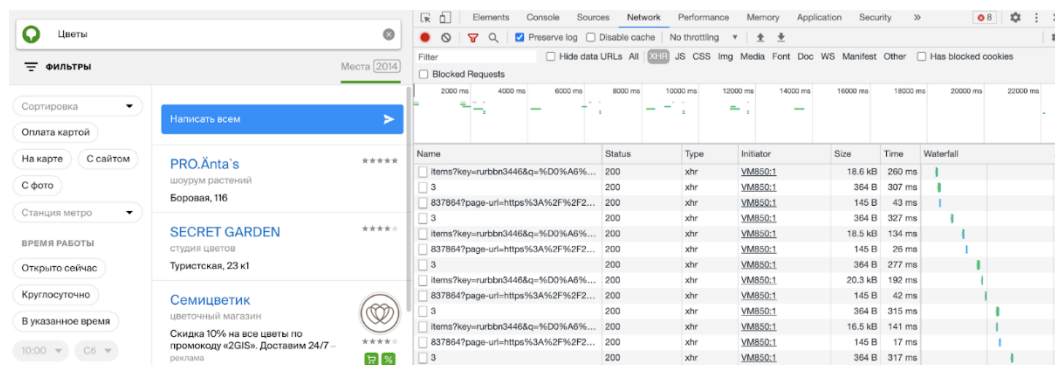 Цветы
ФИЛЬТРЫ
Места 2014
Сортировка
Оплата картой
На карте
С сайтом
С фото
Станция метро
ВРЕМЯ РАБОТЫ
Открыто сейчас
Круглосуточно
В указанное время
10:00
Сб
Написать всем
PRO.Änta`s
шоурум растений
Боровая, 116
SECRET GARDEN
студия цветов
Туристская, 23 к1
Семицветик
цветочный магазин
Скидка 10% на все цветы по
промокоду «2GIS». Доставим 24/7 –
реклама
%
Elements Console Sources Network Performance Memory Application Security » 8
Preserve log Disable cache No throttling
Filter Hide data URLs All XHR JS CSS Img Media Font Doc WS Manifest Other Has blocked cookies
Blocked Requests
2000 ms 4000 ms 6000 ms 8000 ms 10000 ms 12000 ms 14000 ms 16000 ms 18000 ms 20000 ms 22000 ms
Name Status Type Initiator Size Time Waterfall
items?key=rurbbn3446&q=%D0%A6%... 200 xhr VM850:1 18.6 kB 260 ms
3 200 xhr VM850:1 364 B 307 ms
837864?page-url=https%3A%2F%2F2... 200 xhr VM850:1 145 B 43 ms
3 200 xhr VM850:1 364 B 327 ms
items?key=rurbbn3446&q=%D0%A6%... 200 xhr VM850:1 18.5 kB 134 ms
837864?page-url=https%3A%2F%2F2... 200 xhr VM850:1 145 B 26 ms
3 200 xhr VM850:1 364 B 277 ms
items?key=rurbbn3446&q=%D0%A6%... 200 xhr VM850:1 20.3 kB 192 ms
837864?page-url=https%3A%2F%2F2... 200 xhr VM850:1 145 B 42 ms
3 200 xhr VM850:1 364 B 315 ms
items?key=rurbbn3446&q=%D0%A6%... 200 xhr VM850:1 16.5 kB 141 ms
837864?page-url=https%3A%2F%2F2... 200 xhr VM850:1 145 B 17 ms
3 200 xhr VM850:1 364 B 317 ms